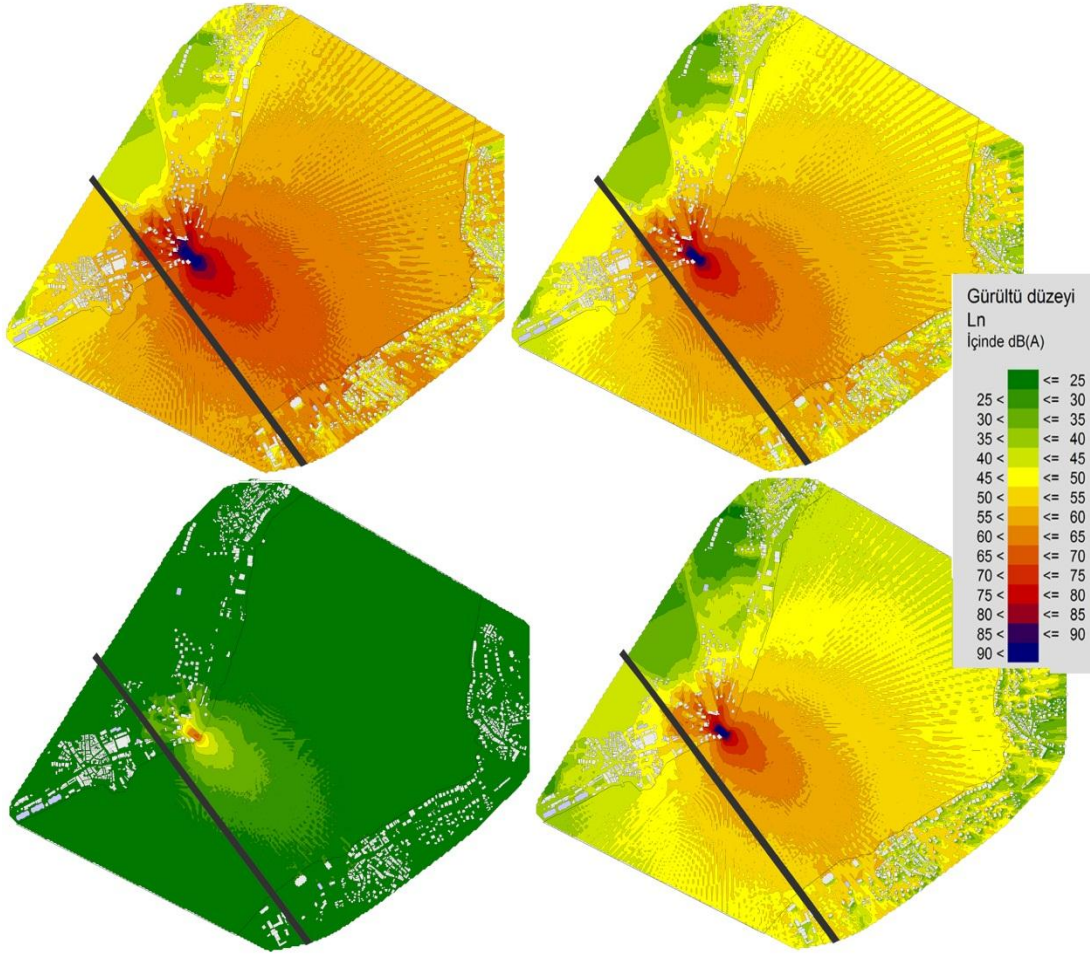 Gürültü düzeyi
Ln
İçinde dB(A)
<= 25
25 < <= 30
30 < <= 35
35 < <= 40
40 < <= 45
45 < <= 50
50 < <= 55
55 < <= 60
60 < <= 65
65 < <= 70
70 < <= 75
75 < <= 80
80 < <= 85
85 < <= 90
90 <